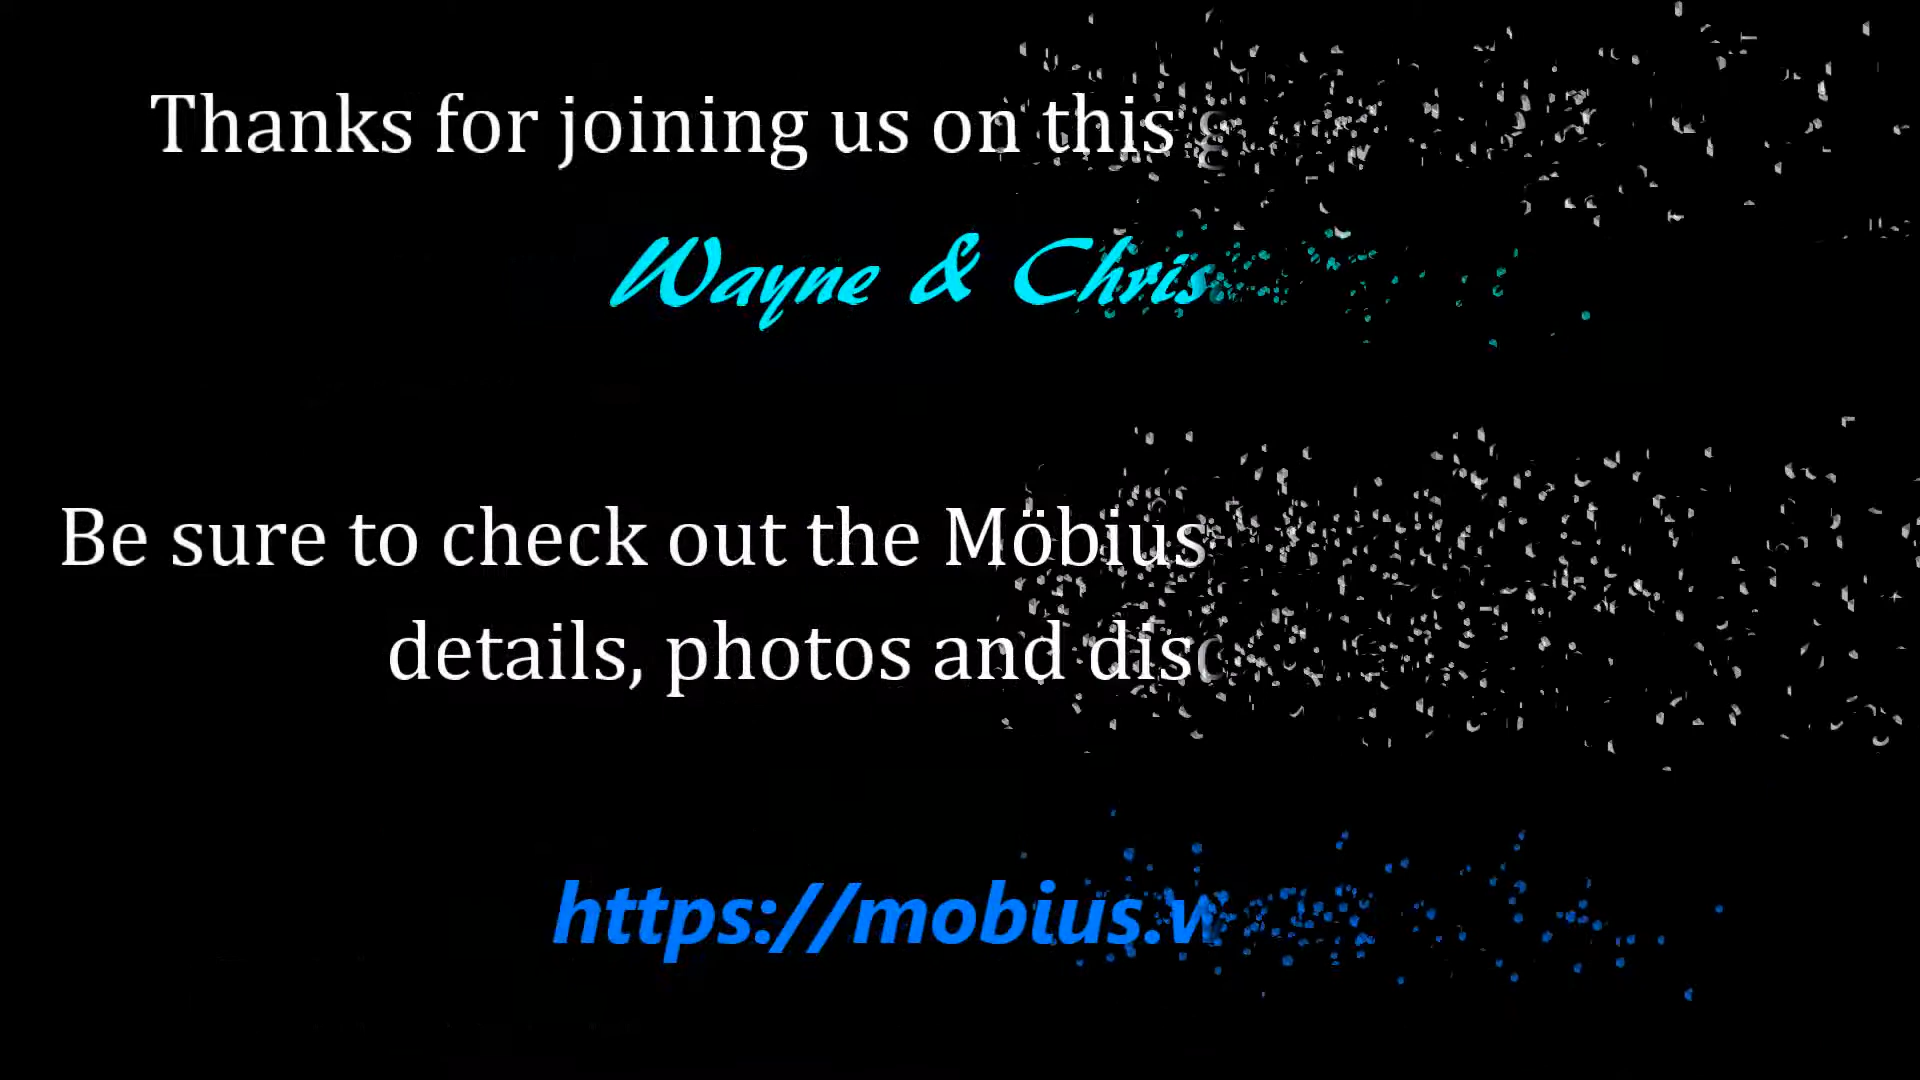 Thanks for joining us on this
Wayne & Chris
Be sure to check out the Möbius
details, photos and
https://mobius.